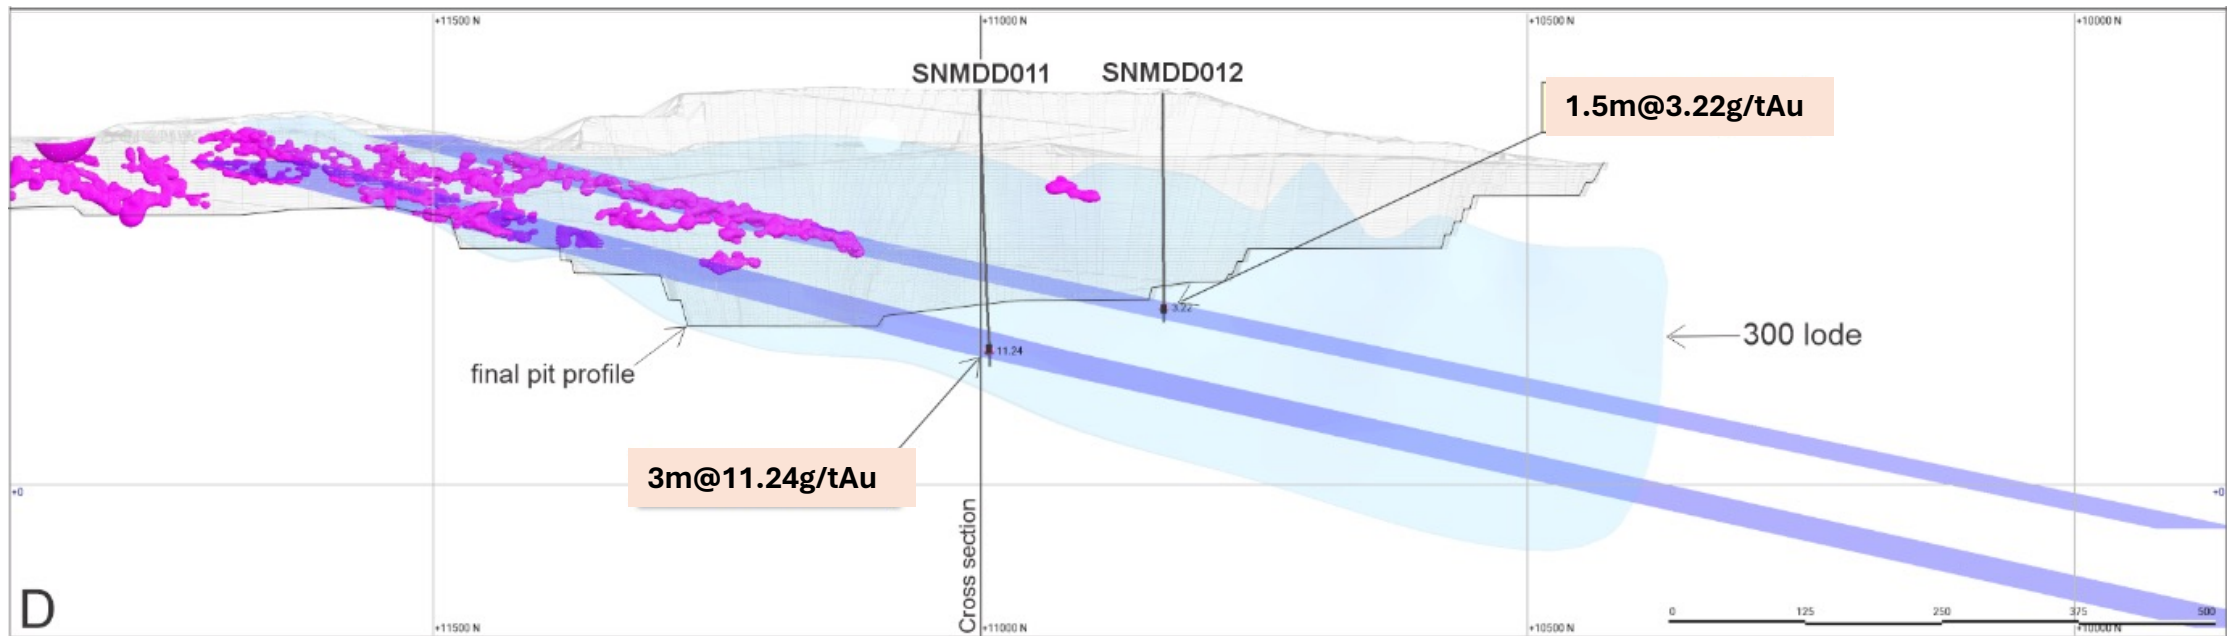 +11500 N
+11000 N
+10500 N
+10000 N
SNMDD011
SNMDD012
1.5m@3.22g/tAu
3.22
11.24
300 lode
final pit profile
3m@11.24g/tAu
+0
+0
Cross section
D
0
125
250
375
500
+11500 N
+11000 N
+10500 N
+10000 N